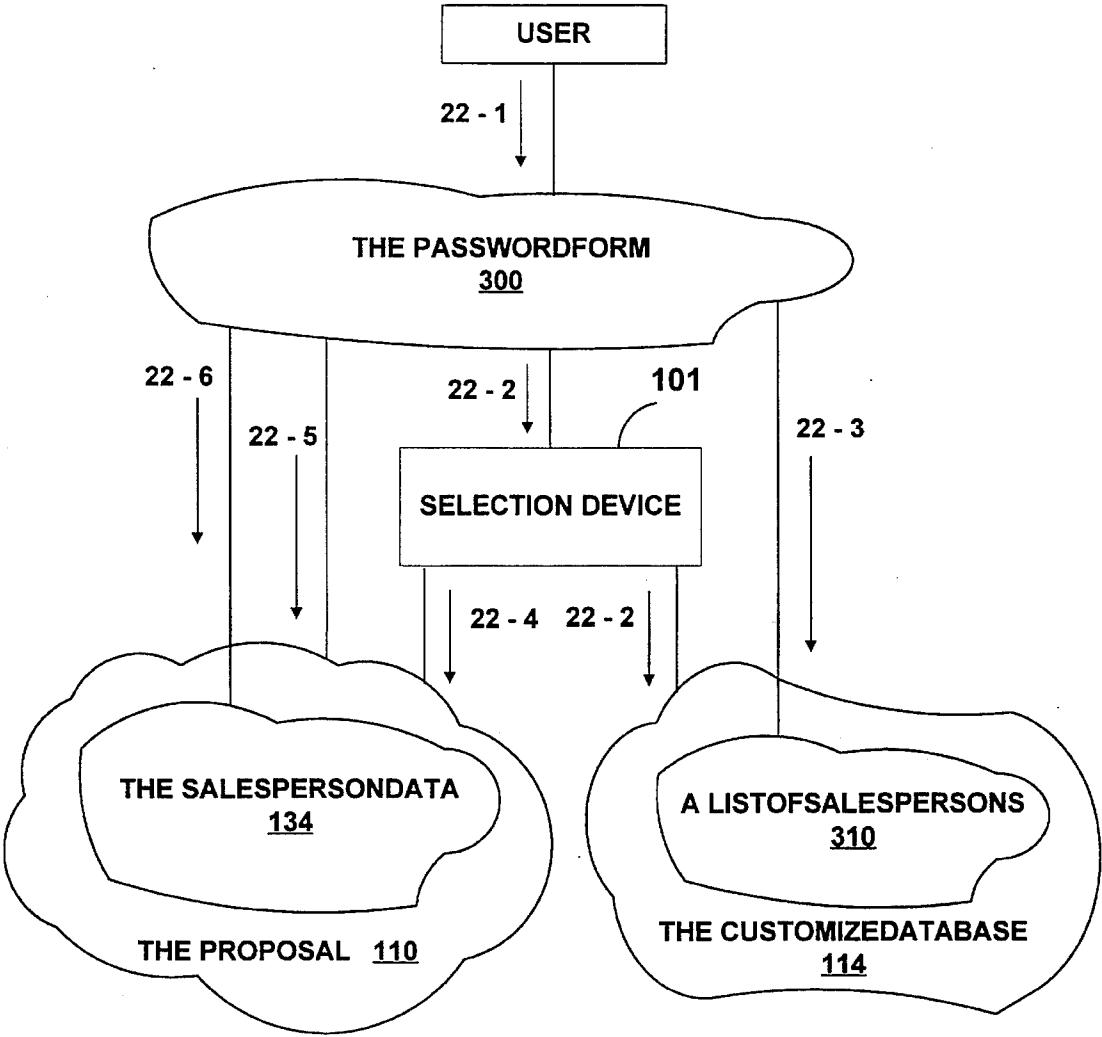 USER
22 - 1
THE PASSWORDFORM
300
22 - 6
22 - 2
101
22 - 5
22 - 3
SELECTION DEVICE
22 - 4
22 - 2
THE SALESPERSONDATA
134
A LISTOFSALESPERSONS
310
THE PROPOSAL 110
THE CUSTOMIZEDATABASE
114